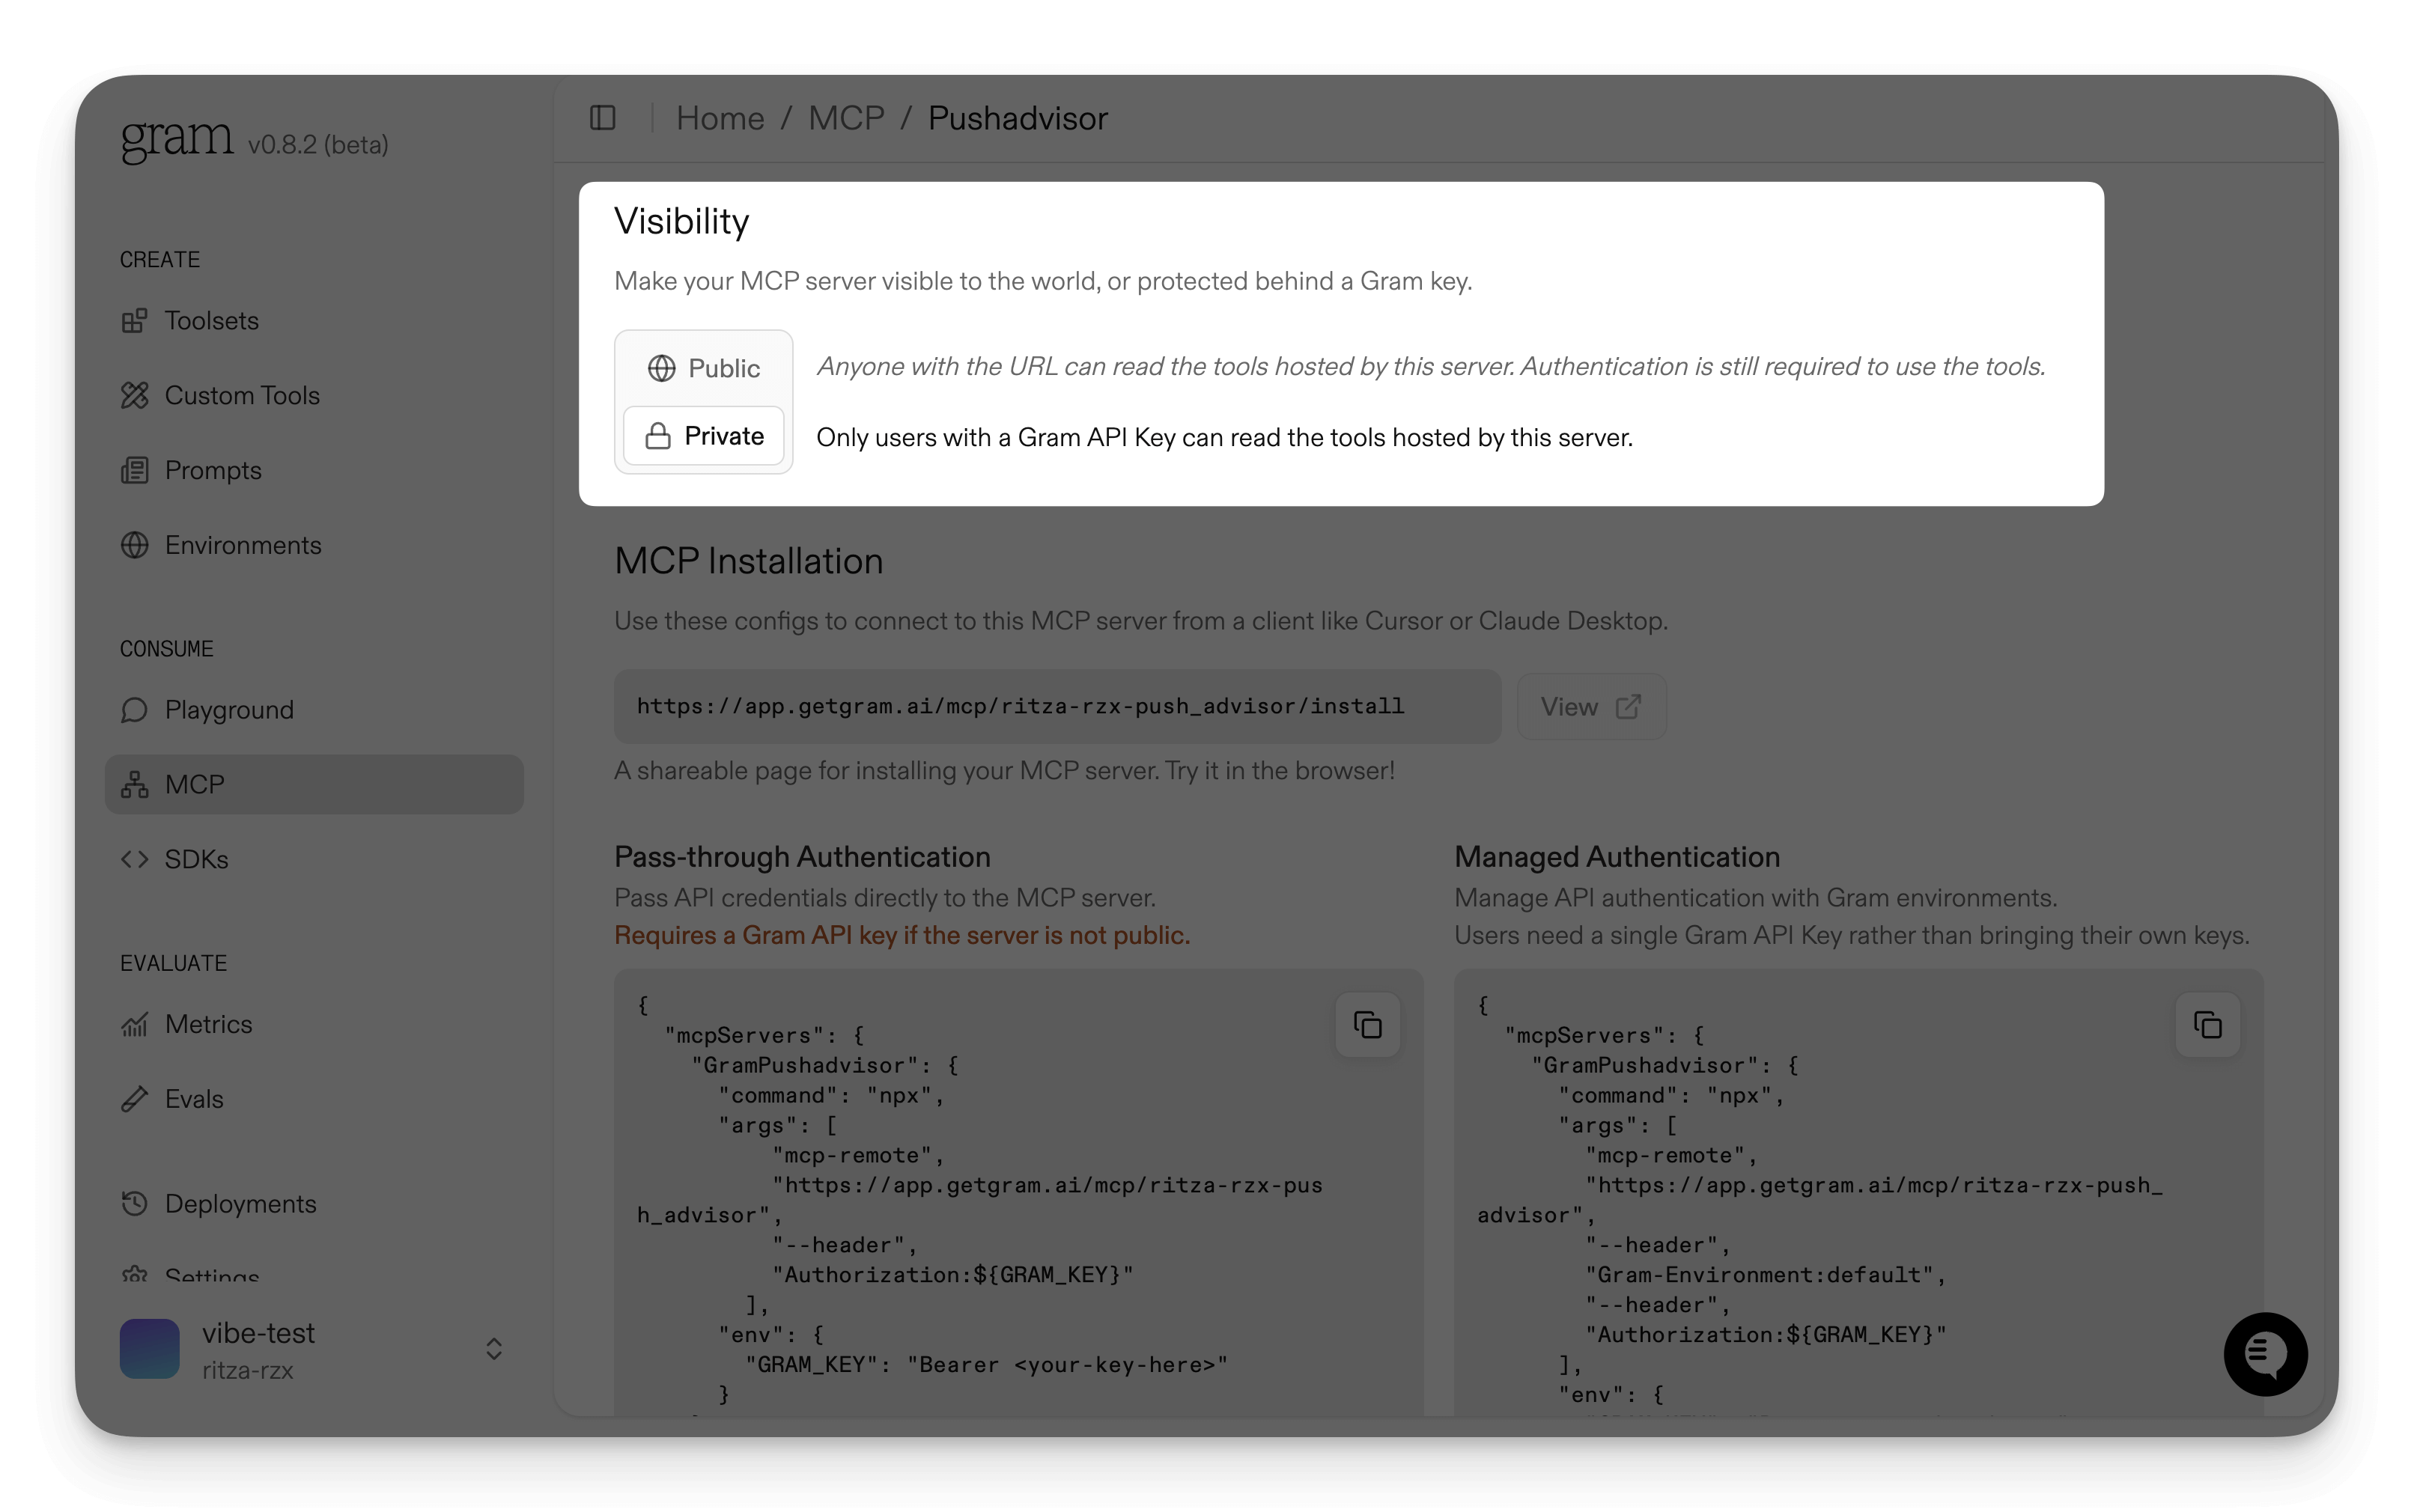 gram v0.8.2 (beta)
CREATE
Toolsets
Custom Tools
Prompts
Environments
CONSUME
Playground
MCP
SDKs
EVALUATE
Metrics
Evals
Deployments
Settings
vibe-test
ritza-rzx
Home / MCP / Pushadvisor
Visibility
Make your MCP server visible to the world, or protected behind a Gram key.
Public
Anyone with the URL can read the tools hosted by this server. Authentication is still required to use the tools.
Private
Only users with a Gram API Key can read the tools hosted by this server.
MCP Installation
Use these configs to connect to this MCP server from a client like Cursor or Claude Desktop.
https://app.getgram.ai/mcp/ritza-rzx-push_advisor/install
View
A shareable page for installing your MCP server. Try it in the browser!
Pass-through Authentication
Pass API credentials directly to the MCP server.
Requires a Gram API key if the server is not public.
{
"mcpServers": {
"GramPushadvisor": {
"command": "npx",
"args": [
"mcp-remote",
"https://app.getgram.ai/mcp/ritza-rzx-pus
h_advisor",
"--header",
"Authorization:${GRAM_KEY}"
],
"env": {
"GRAM_KEY": "Bearer <your-key-here>"
}
Managed Authentication
Manage API authentication with Gram environments.
Users need a single Gram API Key rather than bringing their own keys.
{
"mcpServers": {
"GramPushadvisor": {
"command": "npx",
"args": [
"mcp-remote",
"https://app.getgram.ai/mcp/ritza-rzx-push_
advisor",
"--header",
"Gram-Environment:default",
"--header",
"Authorization:${GRAM_KEY}"
],
"env": {